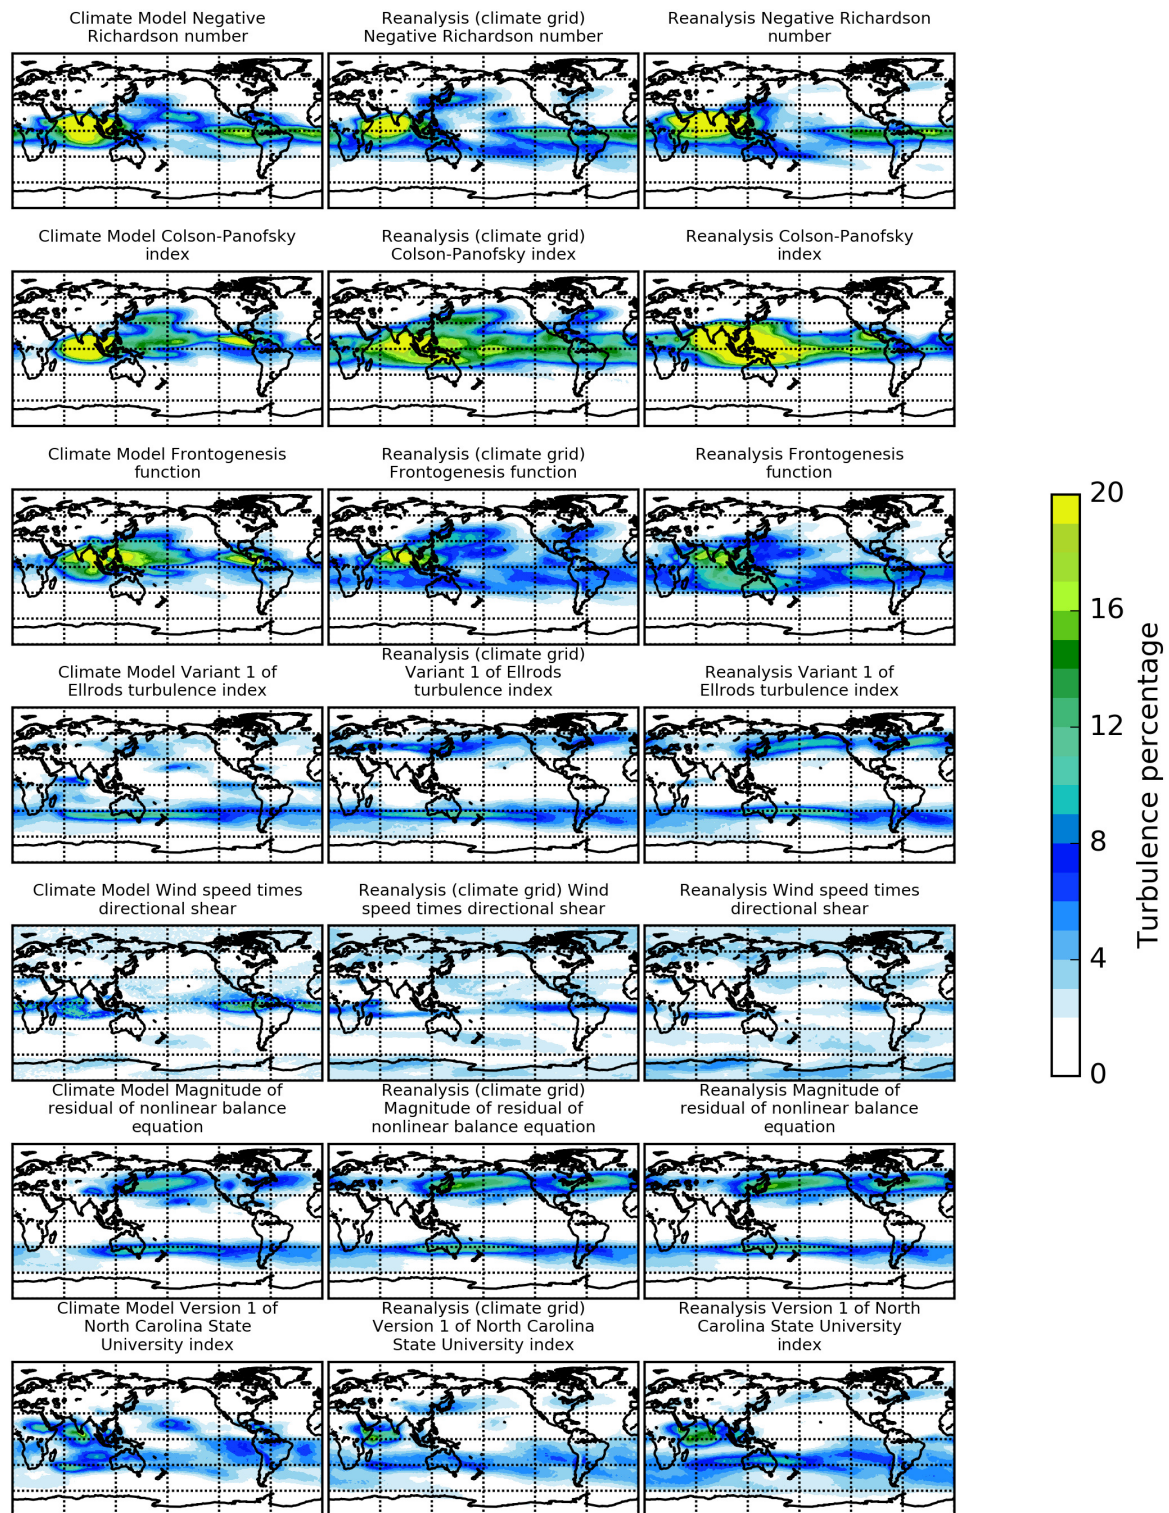 Climate Model Negative
Richardson number
Reanalysis (climate grid)
Negative Richardson number
Reanalysis Negative Richardson
number
Climate Model Colson-Panofsky
index
Reanalysis (climate grid)
Colson-Panofsky index
Reanalysis Colson-Panofsky
index
Climate Model Frontogenesis
function
Reanalysis (climate grid)
Frontogenesis function
Reanalysis Frontogenesis
function
Climate Model Variant 1 of
Ellrods turbulence index
Reanalysis (climate grid)
Variant 1 of Ellrods
turbulence index
Reanalysis Variant 1 of
Ellrods turbulence index
Climate Model Wind speed times
directional shear
Reanalysis (climate grid) Wind
speed times directional shear
Reanalysis Wind speed times
directional shear
Climate Model Magnitude of
residual of nonlinear balance
equation
Reanalysis (climate grid)
Magnitude of residual of
nonlinear balance equation
Reanalysis Magnitude of
residual of nonlinear balance
equation
Climate Model Version 1 of
North Carolina State
University index
Reanalysis (climate grid)
Version 1 of North Carolina
State University index
Reanalysis Version 1 of North
Carolina State University
index
20
16
12
8
4
0
Turbulence percentage